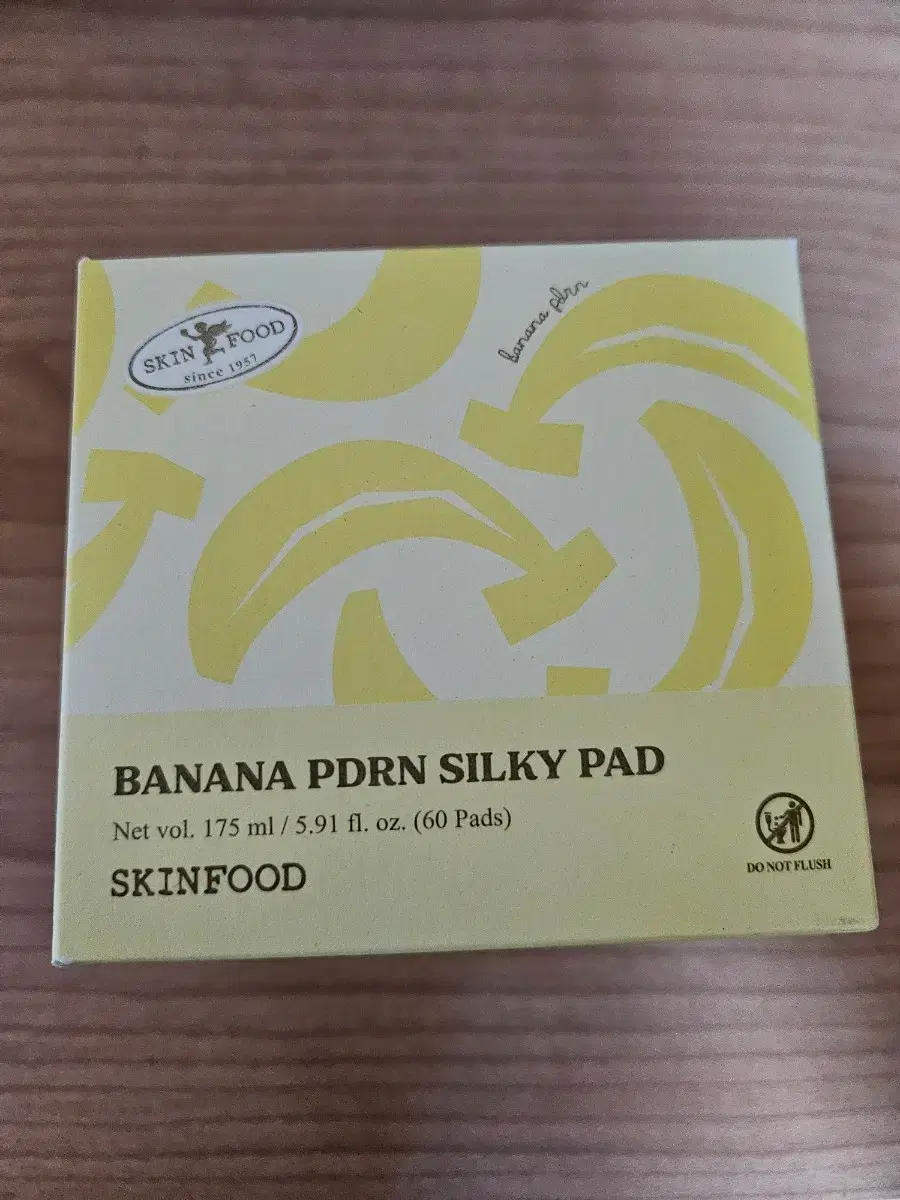 SKIN FOOD
since 1957
banana pdrn
BANANA PDRN SILKY PAD
Net vol. 175 ml / 5.91 fl. oz. (60 Pads)
SKINFOOD
DO NOT FLUSH